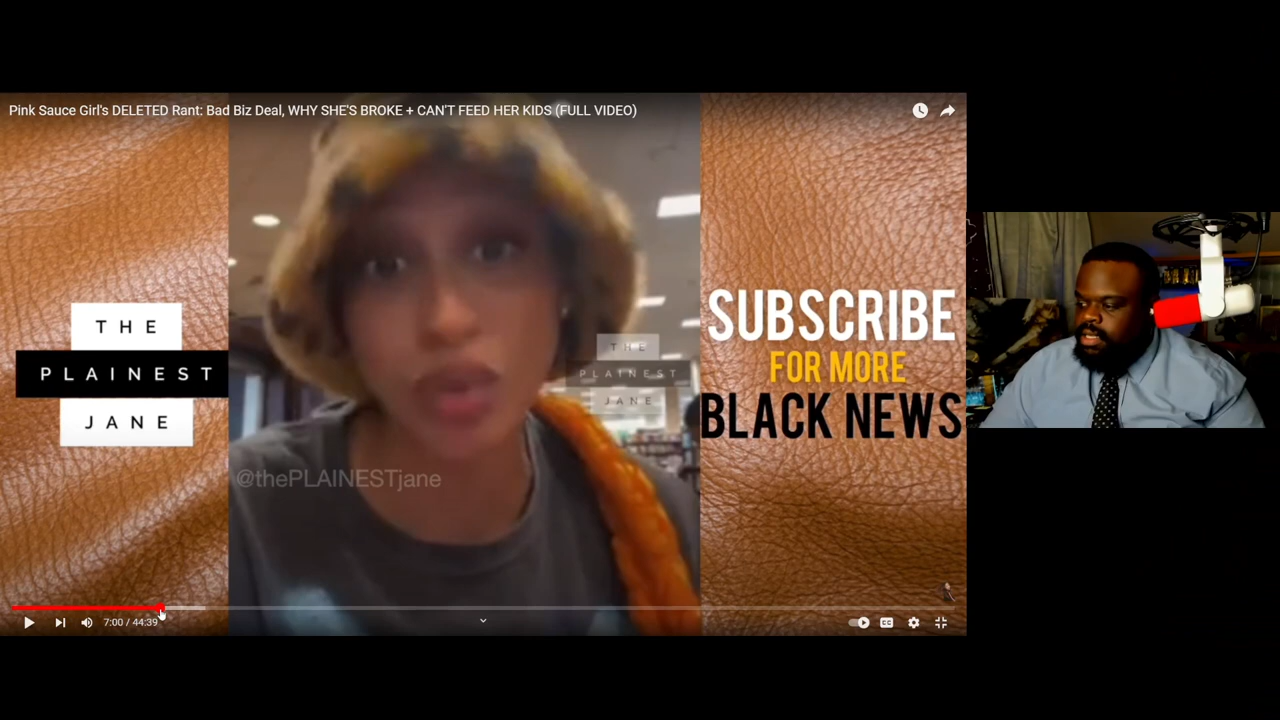 Pink Sauce Girl's DELETED Rant: Bad Biz Deal, WHY SHE'S BROKE + CAN'T FEED HER KIDS (FULL VIDEO)
THE
PLAINEST
JANE
THE
PLAINEST
JANE
@thePLAINESTjane
SUBSCRIBE
FOR MORE
BLACK NEWS
7:00 / 44:39
CC